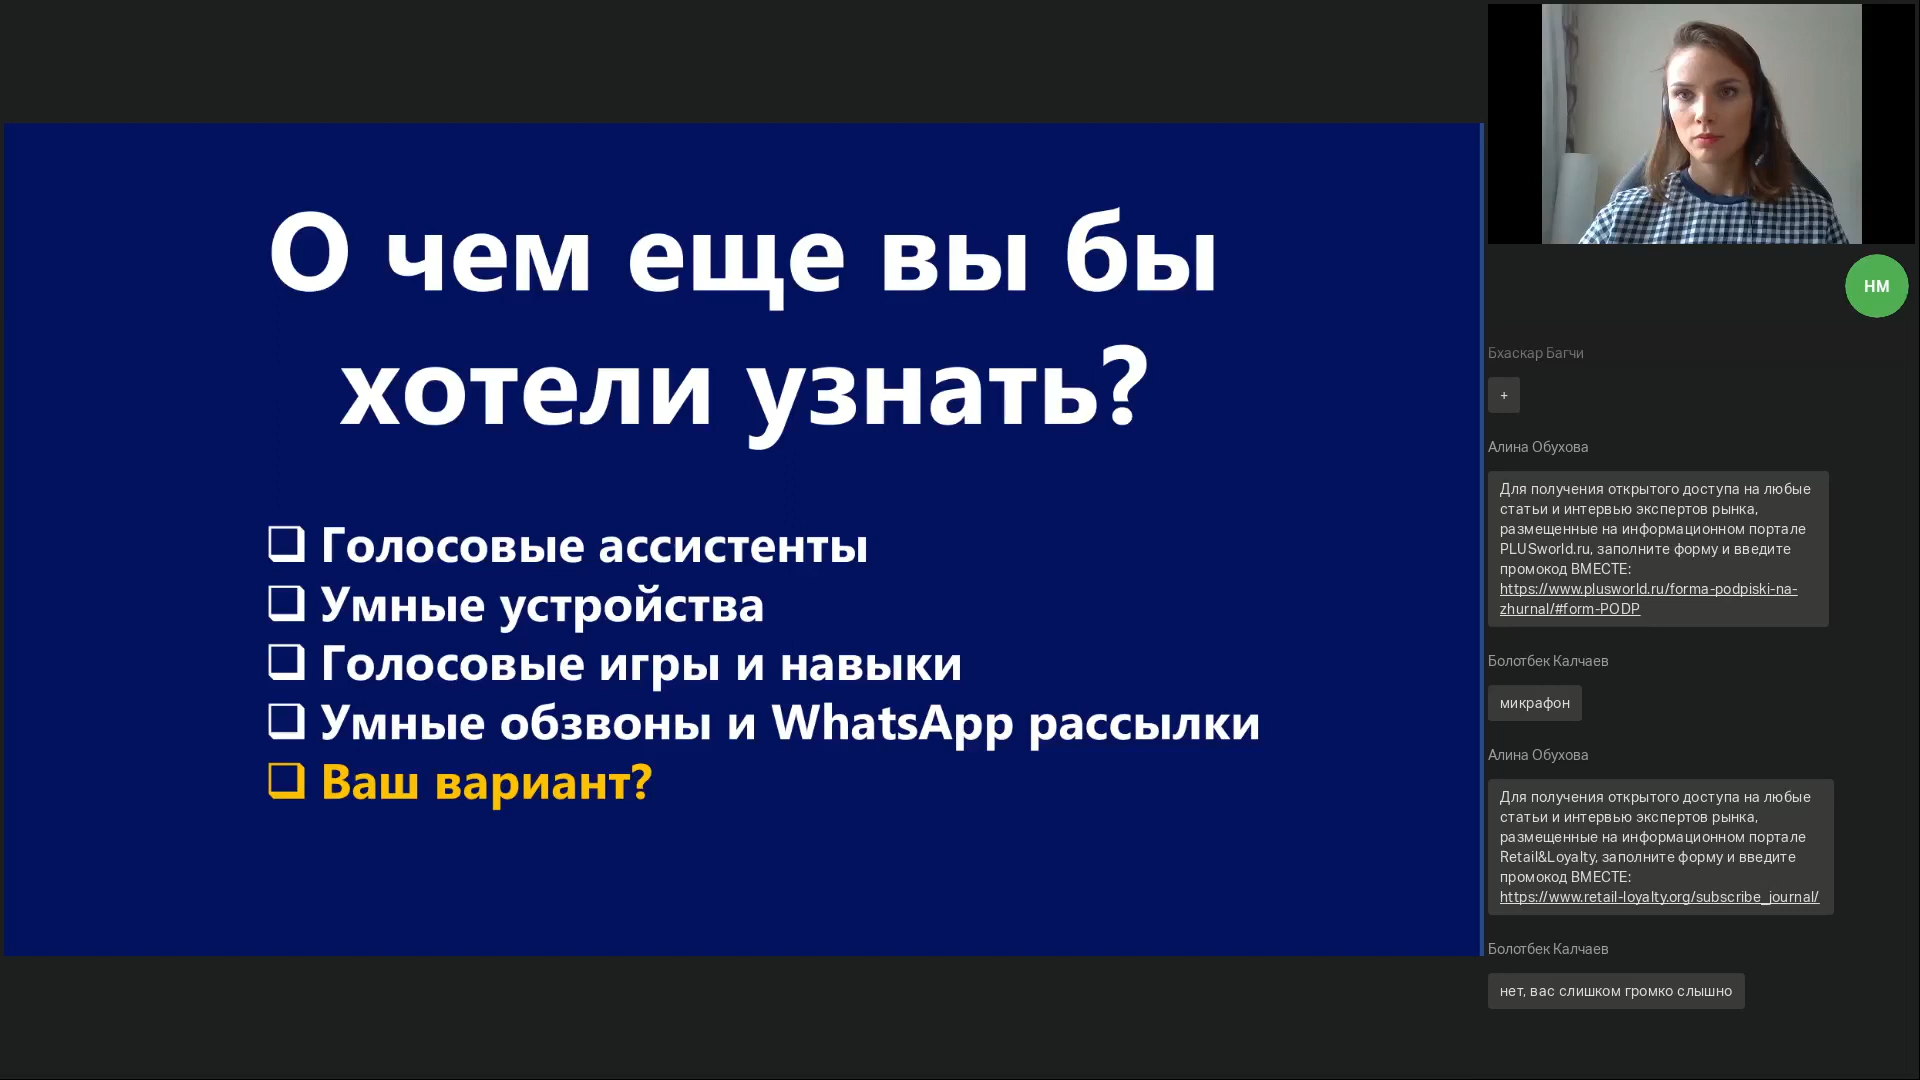 О чем еще вы бы
хотели узнать?
Голосовые ассистенты
Умные устройства
Голосовые игры и навыки
Умные обзвоны и WhatsApp рассылки
Ваш вариант?
НМ
Бхаскар Багчи
+
Алина Обухова
Для получения открытого доступа на любые
статьи и интервью экспертов рынка,
размещенные на информационном портале
PLUSworld.ru, заполните форму и введите
промокод ВМЕСТЕ:
https://www.plusworld.ru/forma-podpiski-na-
zhurnal/#form-PODP
Болотбек Калчаев
микрафон
Алина Обухова
Для получения открытого доступа на любые
статьи и интервью экспертов рынка,
размещенные на информационном портале
Retail&Loyalty, заполните форму и введите
промокод ВМЕСТЕ:
https://www.retail-loyalty.org/subscribe_journal/
Болотбек Калчаев
нет, вас слишком громко слышно